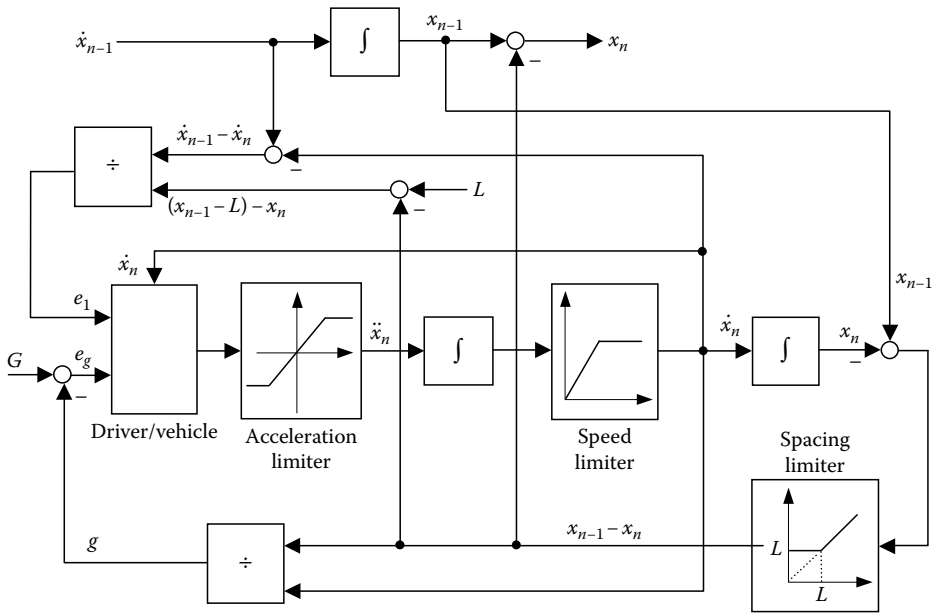 ẋₙ₋₁
∫
xₙ₋₁
xₙ
−
÷
ẋₙ₋₁ − ẋₙ
−
(xₙ₋₁ − L) − xₙ
L
−
ẋₙ
xₙ₋₁
e₁
G
e_g
−
ẍₙ
∫
ẋₙ
∫
xₙ
−
Driver/vehicle
Acceleration
limiter
Speed
limiter
Spacing
limiter
g
÷
xₙ₋₁ − xₙ
L
L